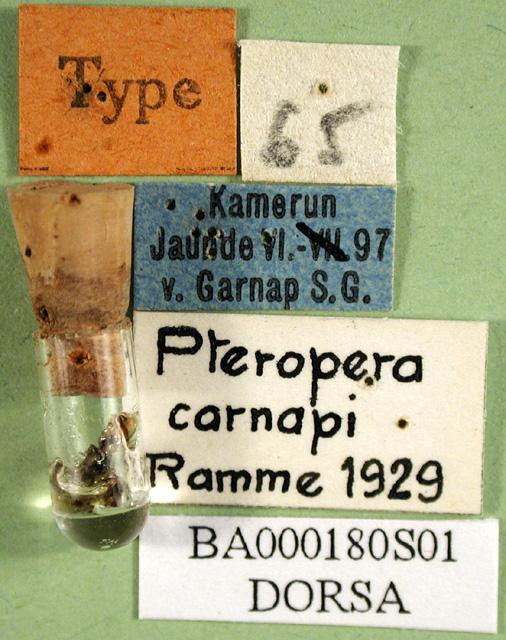 Type
65
Kamerun
Jaunde VI.-VII. 97
v. Garnap S.G.
Pteropera
carnapi
Ramme 1929
BA000180S01
DORSA